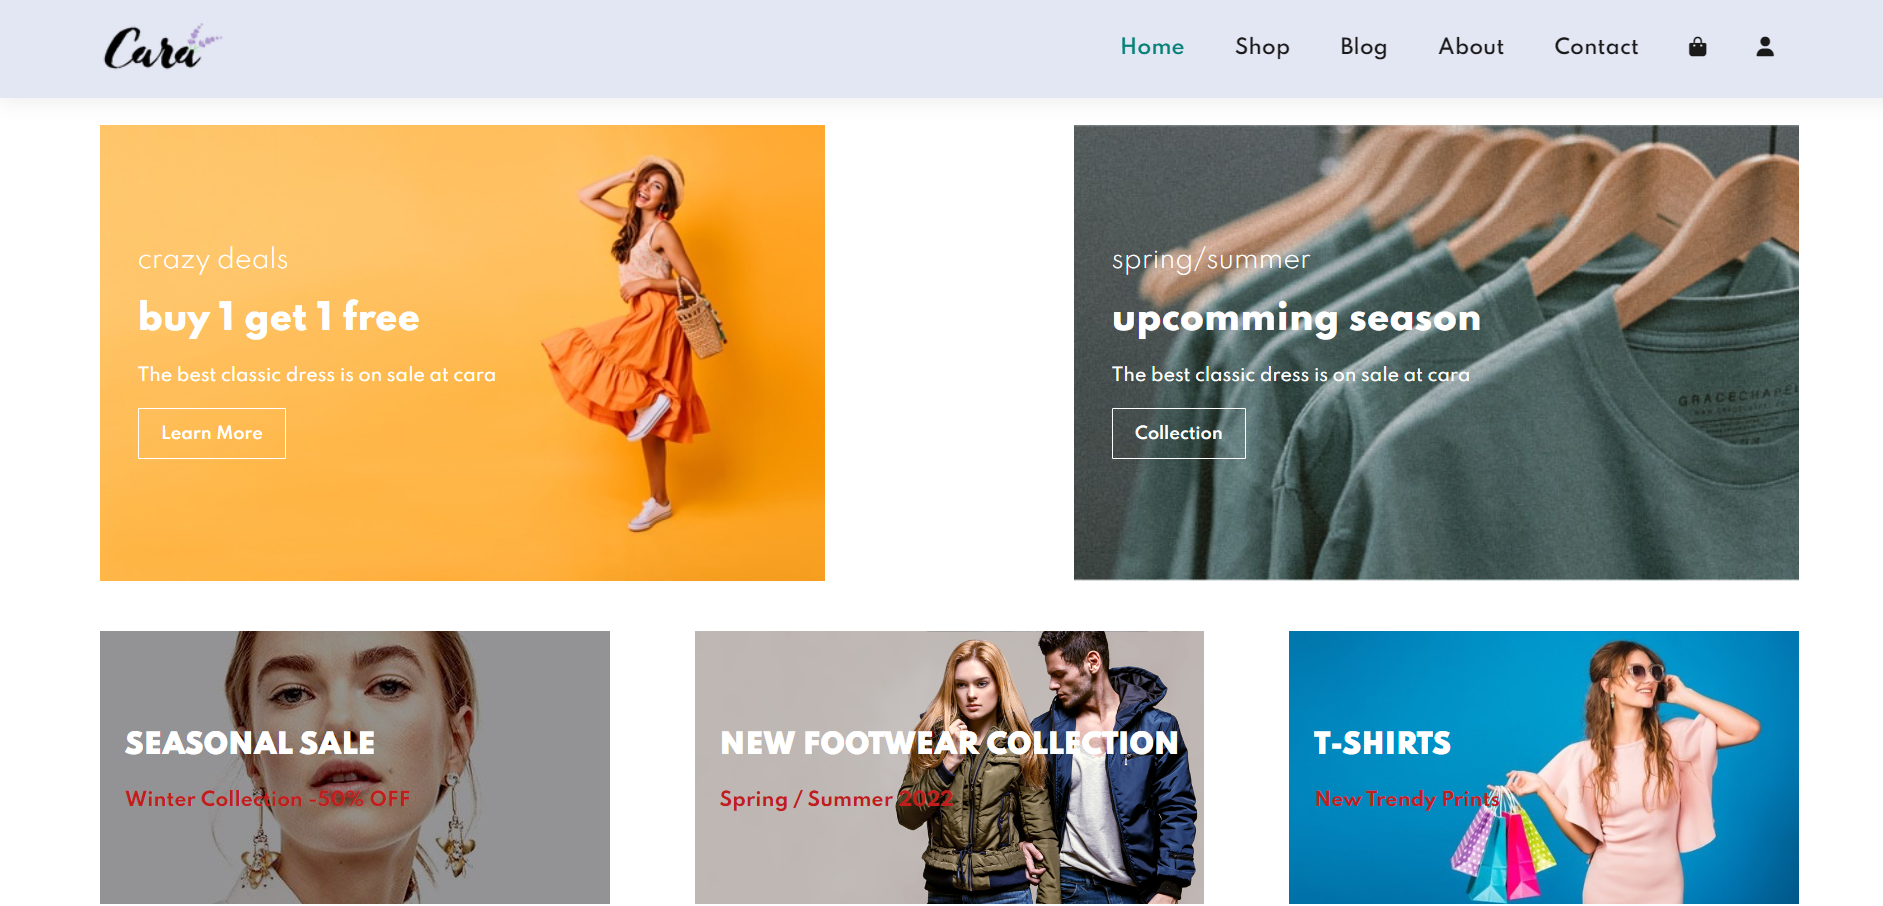 Cara
Home Shop Blog About Contact
crazy deals
buy 1 get 1 free
The best classic dress is on sale at cara
Learn More
spring/summer
upcomming season
The best classic dress is on sale at cara
Collection
GRACECHAPEL
SEASONAL SALE
Winter Collection -50% OFF
NEW FOOTWEAR COLLECTION
Spring / Summer 2022
T-SHIRTS
New Trendy Prints